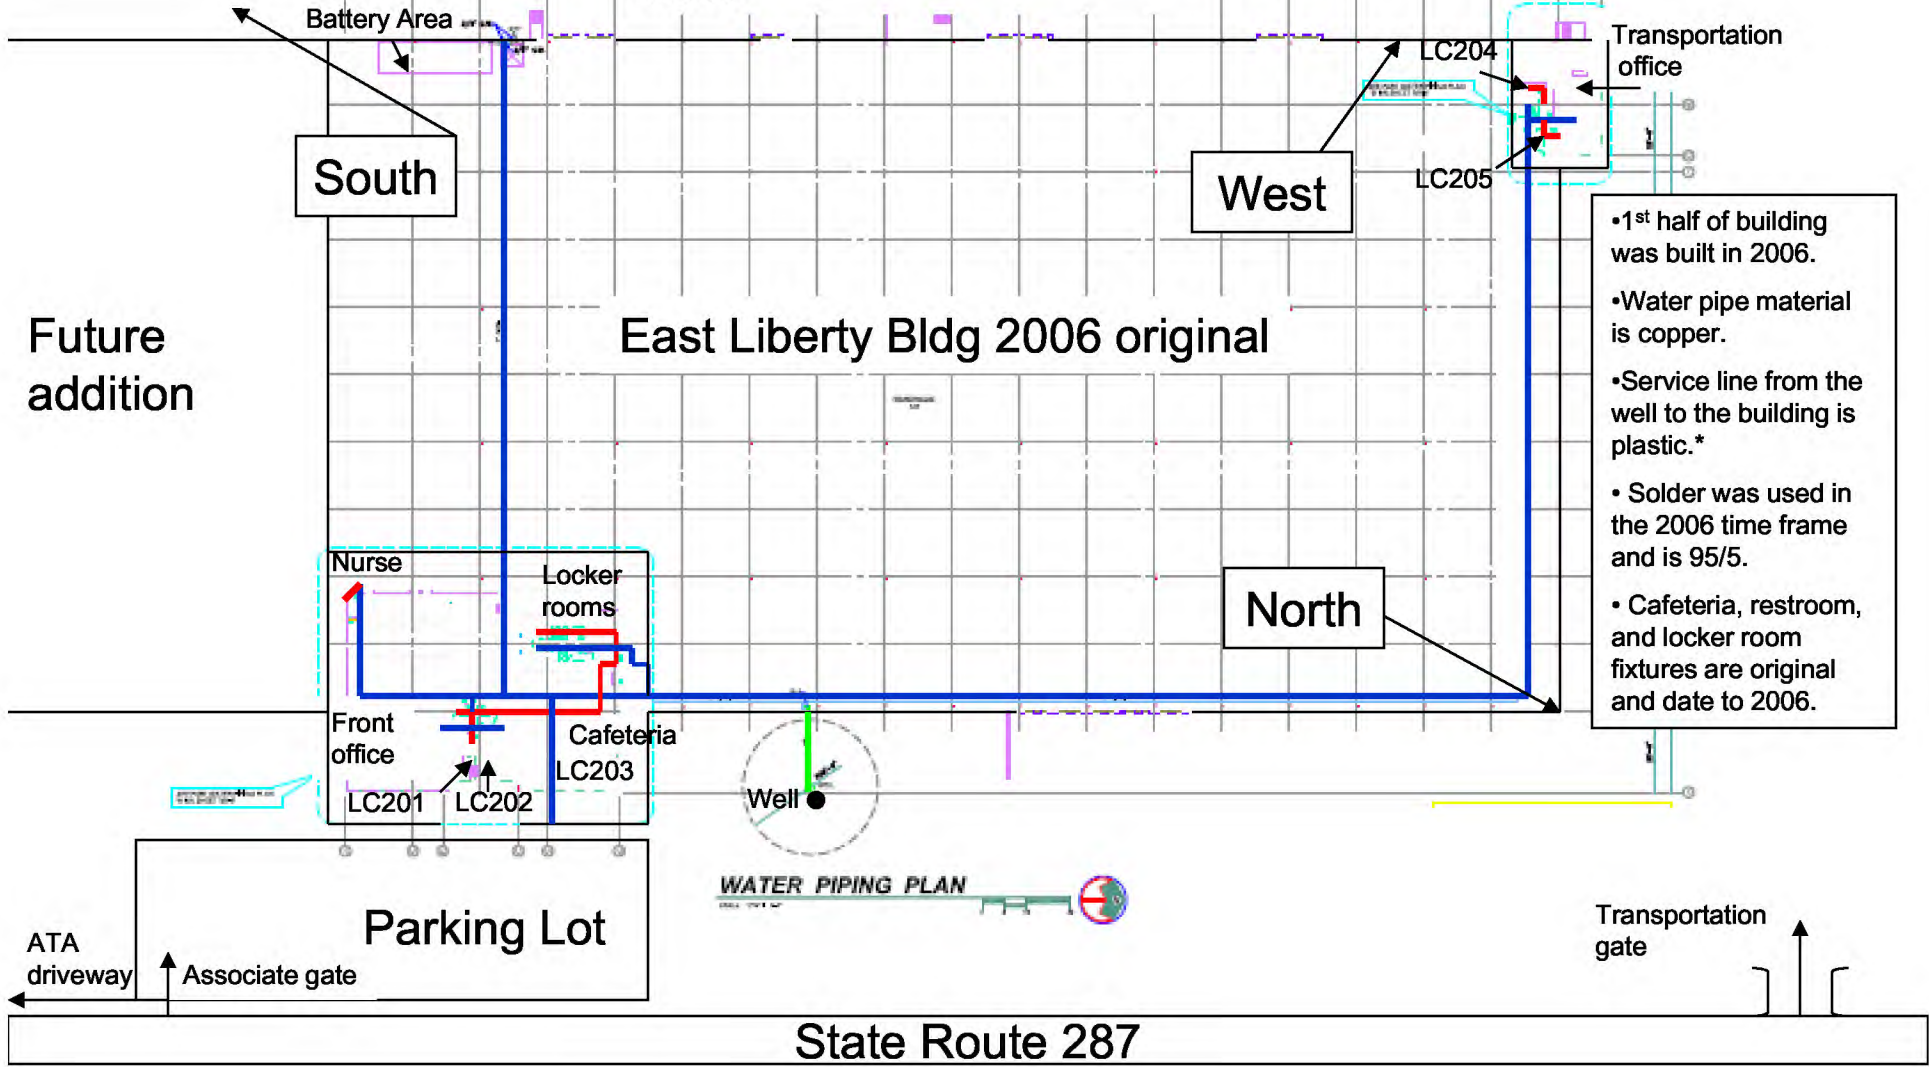 Battery Area
LC204
Transportation
office
South
West
LC205
•1st half of building
was built in 2006.
•Water pipe material
is copper.
•Service line from the
well to the building is
plastic.*
• Solder was used in
the 2006 time frame
and is 95/5.
• Cafeteria, restroom,
and locker room
fixtures are original
and date to 2006.
Future
addition
East Liberty Bldg 2006 original
Nurse
Locker
rooms
North
Front
office
Cafeteria
LC203
LC201
LC202
Well
WATER PIPING PLAN
Parking Lot
ATA
driveway
Associate gate
Transportation
gate
State Route 287